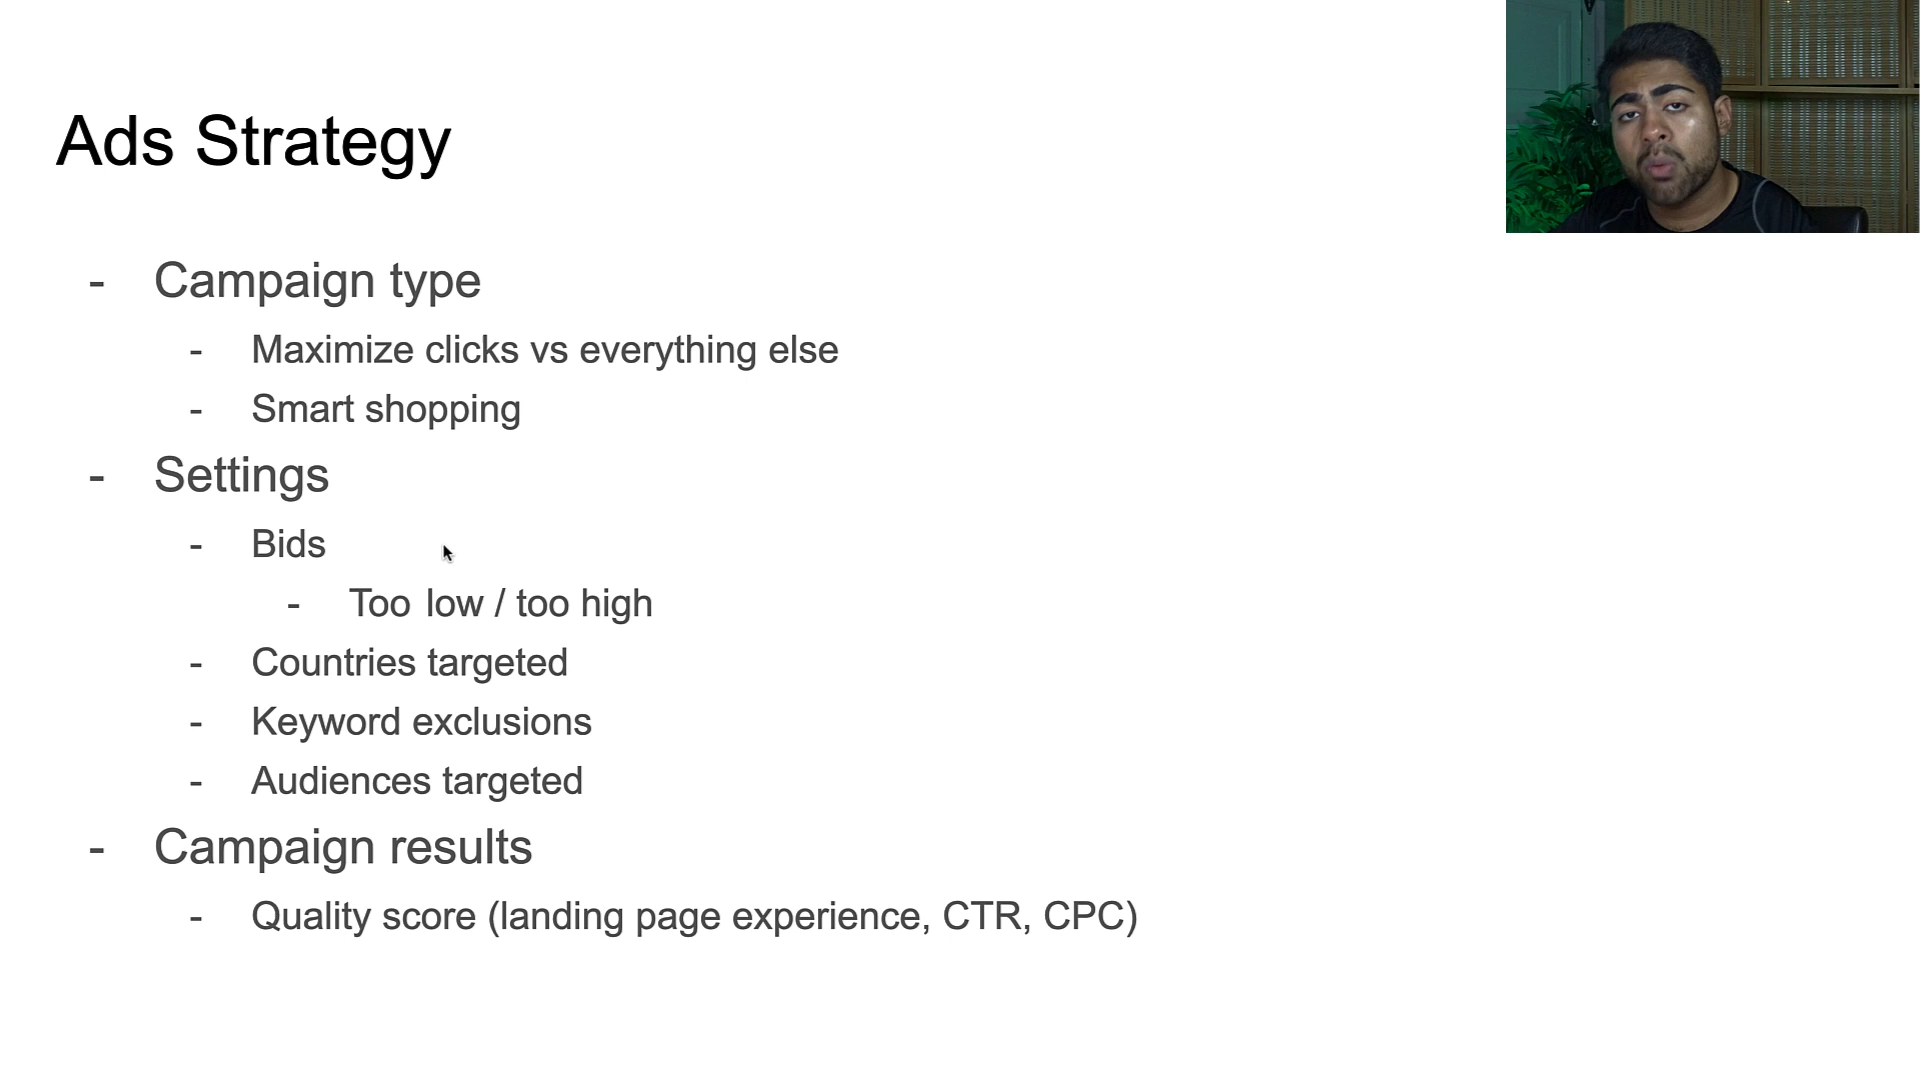 Ads Strategy
- Campaign type
- Maximize clicks vs everything else
- Smart shopping
- Settings
- Bids
- Too low / too high
- Countries targeted
- Keyword exclusions
- Audiences targeted
- Campaign results
- Quality score (landing page experience, CTR, CPC)